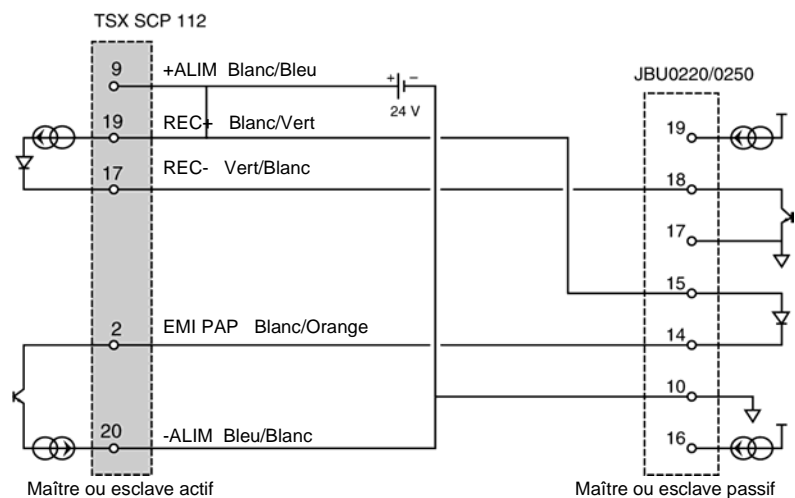 TSX SCP 112
9 +ALIM Blanc/Bleu
+ –
24 V
JBU0220/0250
19 REC+ Blanc/Vert
19
17 REC- Vert/Blanc
18
17
15
2 EMI PAP Blanc/Orange
14
10
20 -ALIM Bleu/Blanc
16
Maître ou esclave actif
Maître ou esclave passif